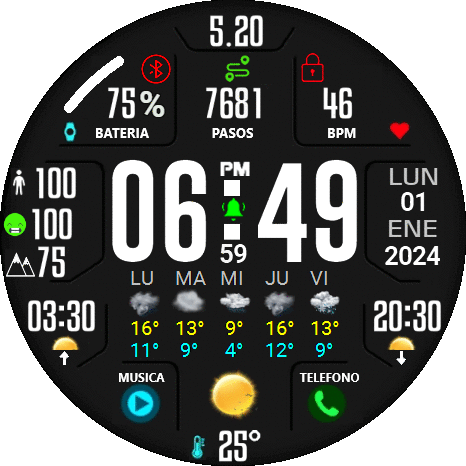 5.20
75%
BATERIA
7681
PASOS
46
BPM
100
100
75
06 PM 49
59
LUN
01
ENE
2024
LU MA MI JU VI
16° 13° 9° 16° 13°
11° 9° 4° 12° 9°
03:30
20:30
MUSICA
TELEFONO
25°